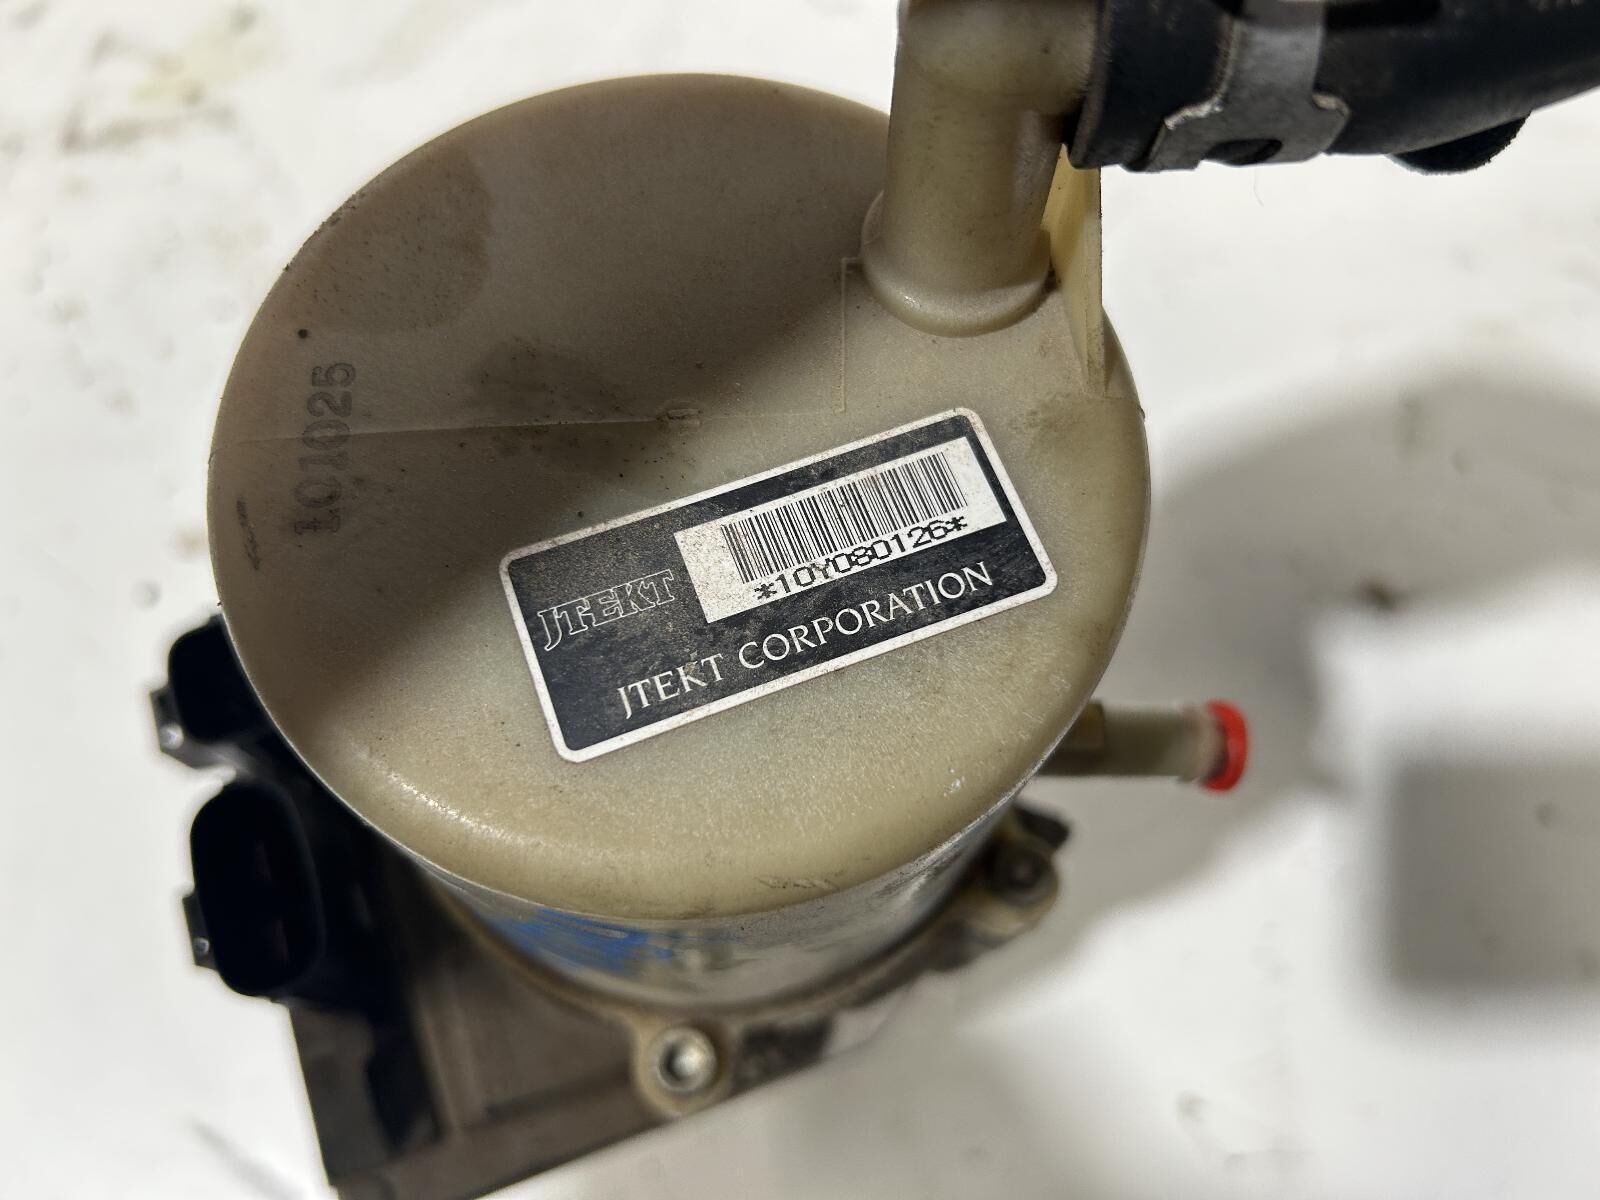 101025
*10Y080126*
JTEKT
JTEKT CORPORATION